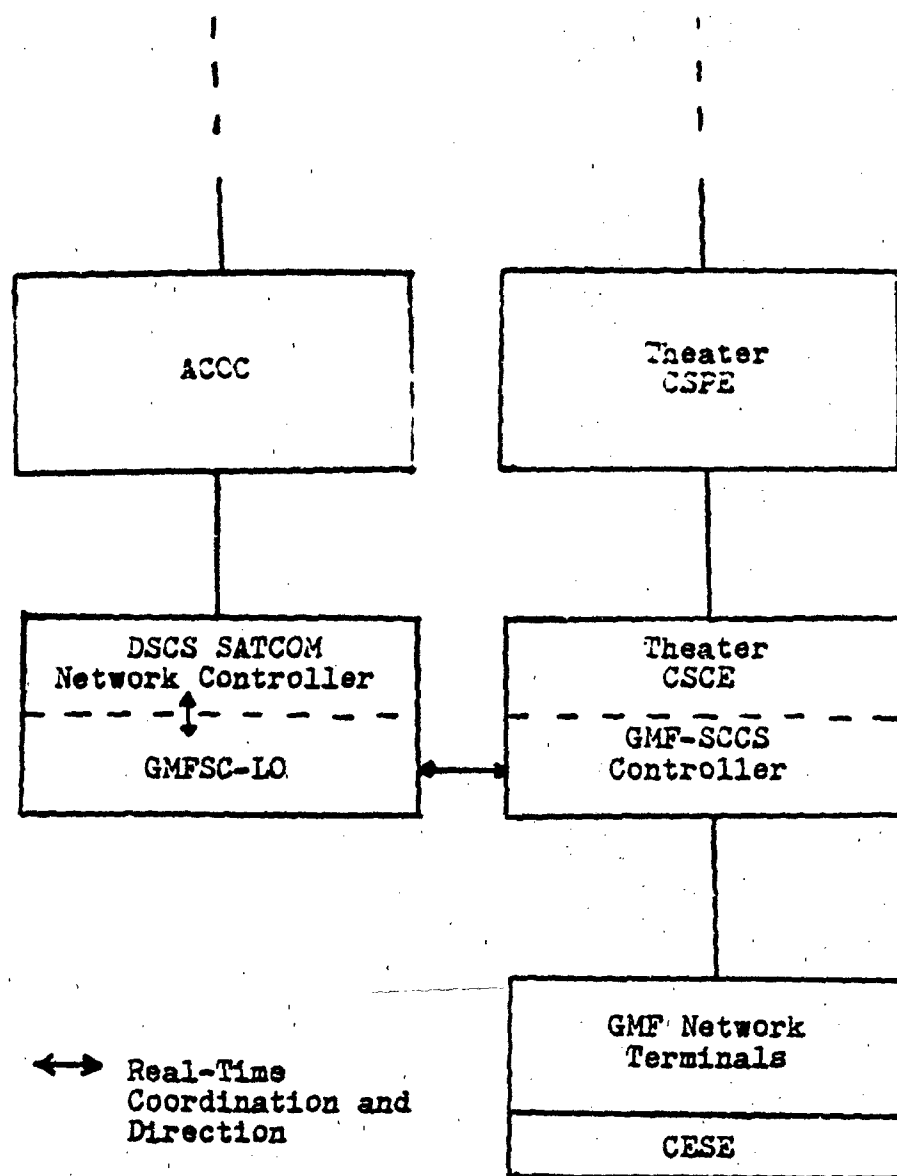 ACOC
Theater
CSPE
DSCS SATCOM
Network Controller
GMFSC-LO
Theater
CSCE
GMF-SCCS
Controller
GMF Network
Terminals
CESE
Real-Time
Coordination and
Direction